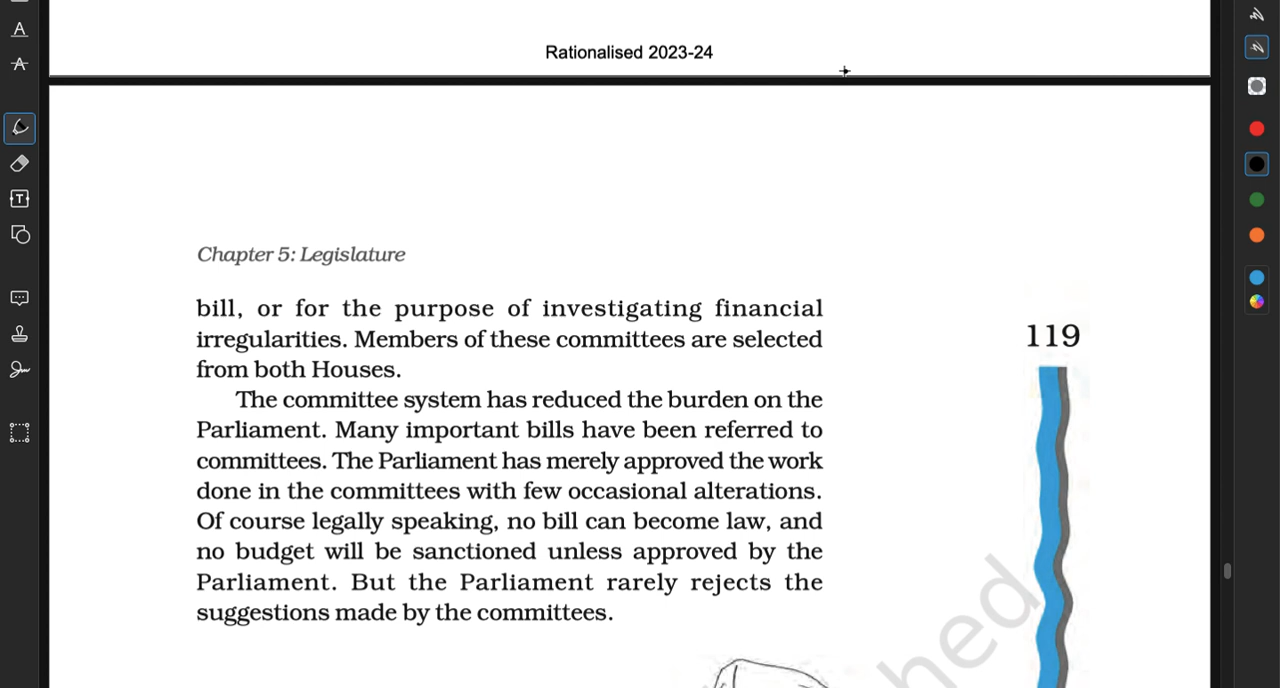 Rationalised 2023-24
Chapter 5: Legislature
bill, or for the purpose of investigating financial
irregularities. Members of these committees are selected
from both Houses.
119
The committee system has reduced the burden on the
Parliament. Many important bills have been referred to
committees. The Parliament has merely approved the work
done in the committees with few occasional alterations.
Of course legally speaking, no bill can become law, and
no budget will be sanctioned unless approved by the
Parliament. But the Parliament rarely rejects the
suggestions made by the committees.
hed